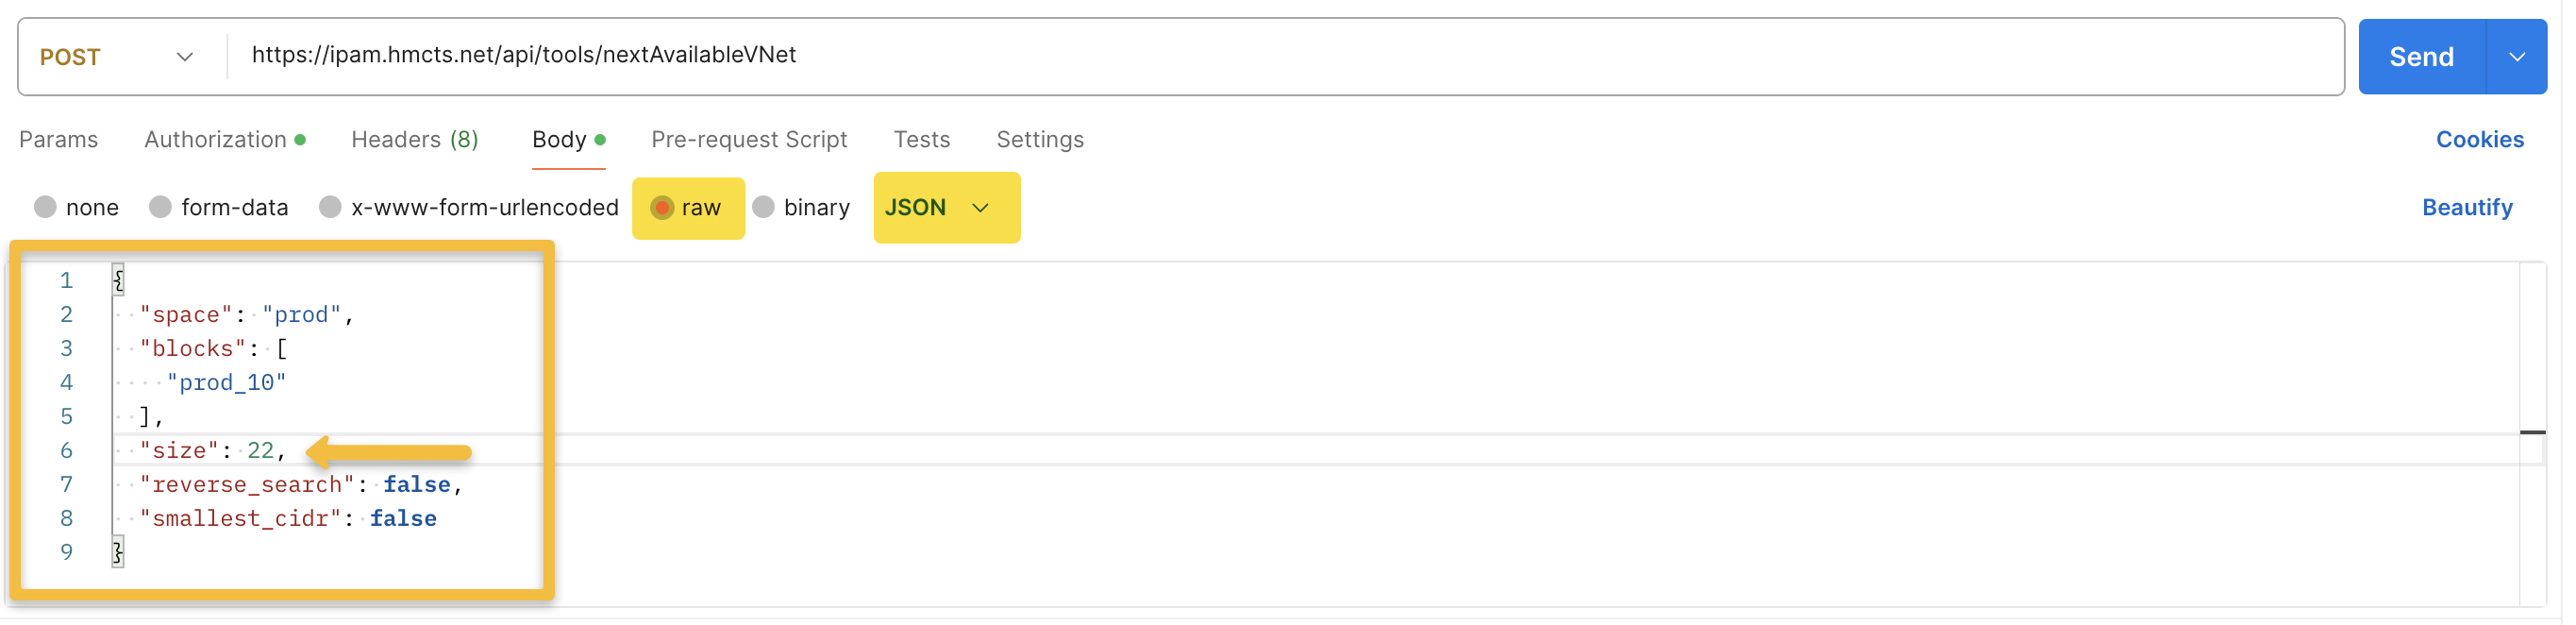 POST https://ipam.hmcts.net/api/tools/nextAvailableVNet Send
Params Authorization Headers (8) Body Pre-request Script Tests Settings Cookies
none form-data x-www-form-urlencoded raw binary JSON Beautify
1 {
2 "space": "prod",
3 "blocks": [
4 "prod_10"
5 ],
6 "size": 22,
7 "reverse_search": false,
8 "smallest_cidr": false
9 }